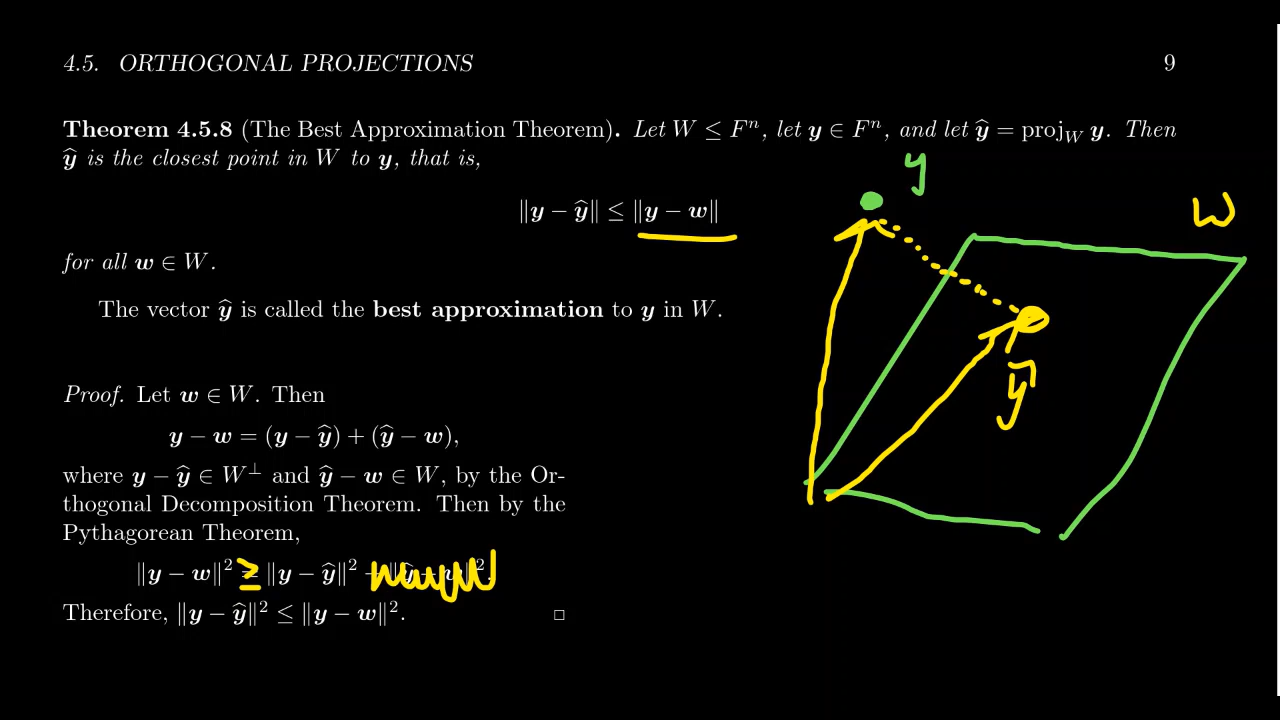 4.5. ORTHOGONAL PROJECTIONS 9
Theorem 4.5.8 (The Best Approximation Theorem). Let W ≤ Fⁿ, let y ∈ Fⁿ, and let ŷ = proj_W y. Then
ŷ is the closest point in W to y, that is,
y
W
‖y − ŷ‖ ≤ ‖y − w‖
for all w ∈ W.
The vector ŷ is called the best approximation to y in W.
ŷ
Proof. Let w ∈ W. Then
y − w = (y − ŷ) + (ŷ − w),
where y − ŷ ∈ W⊥ and ŷ − w ∈ W, by the Or-
thogonal Decomposition Theorem. Then by the
Pythagorean Theorem,
‖y − w‖² ≥ ‖y − ŷ‖²
Therefore, ‖y − ŷ‖² ≤ ‖y − w‖². □